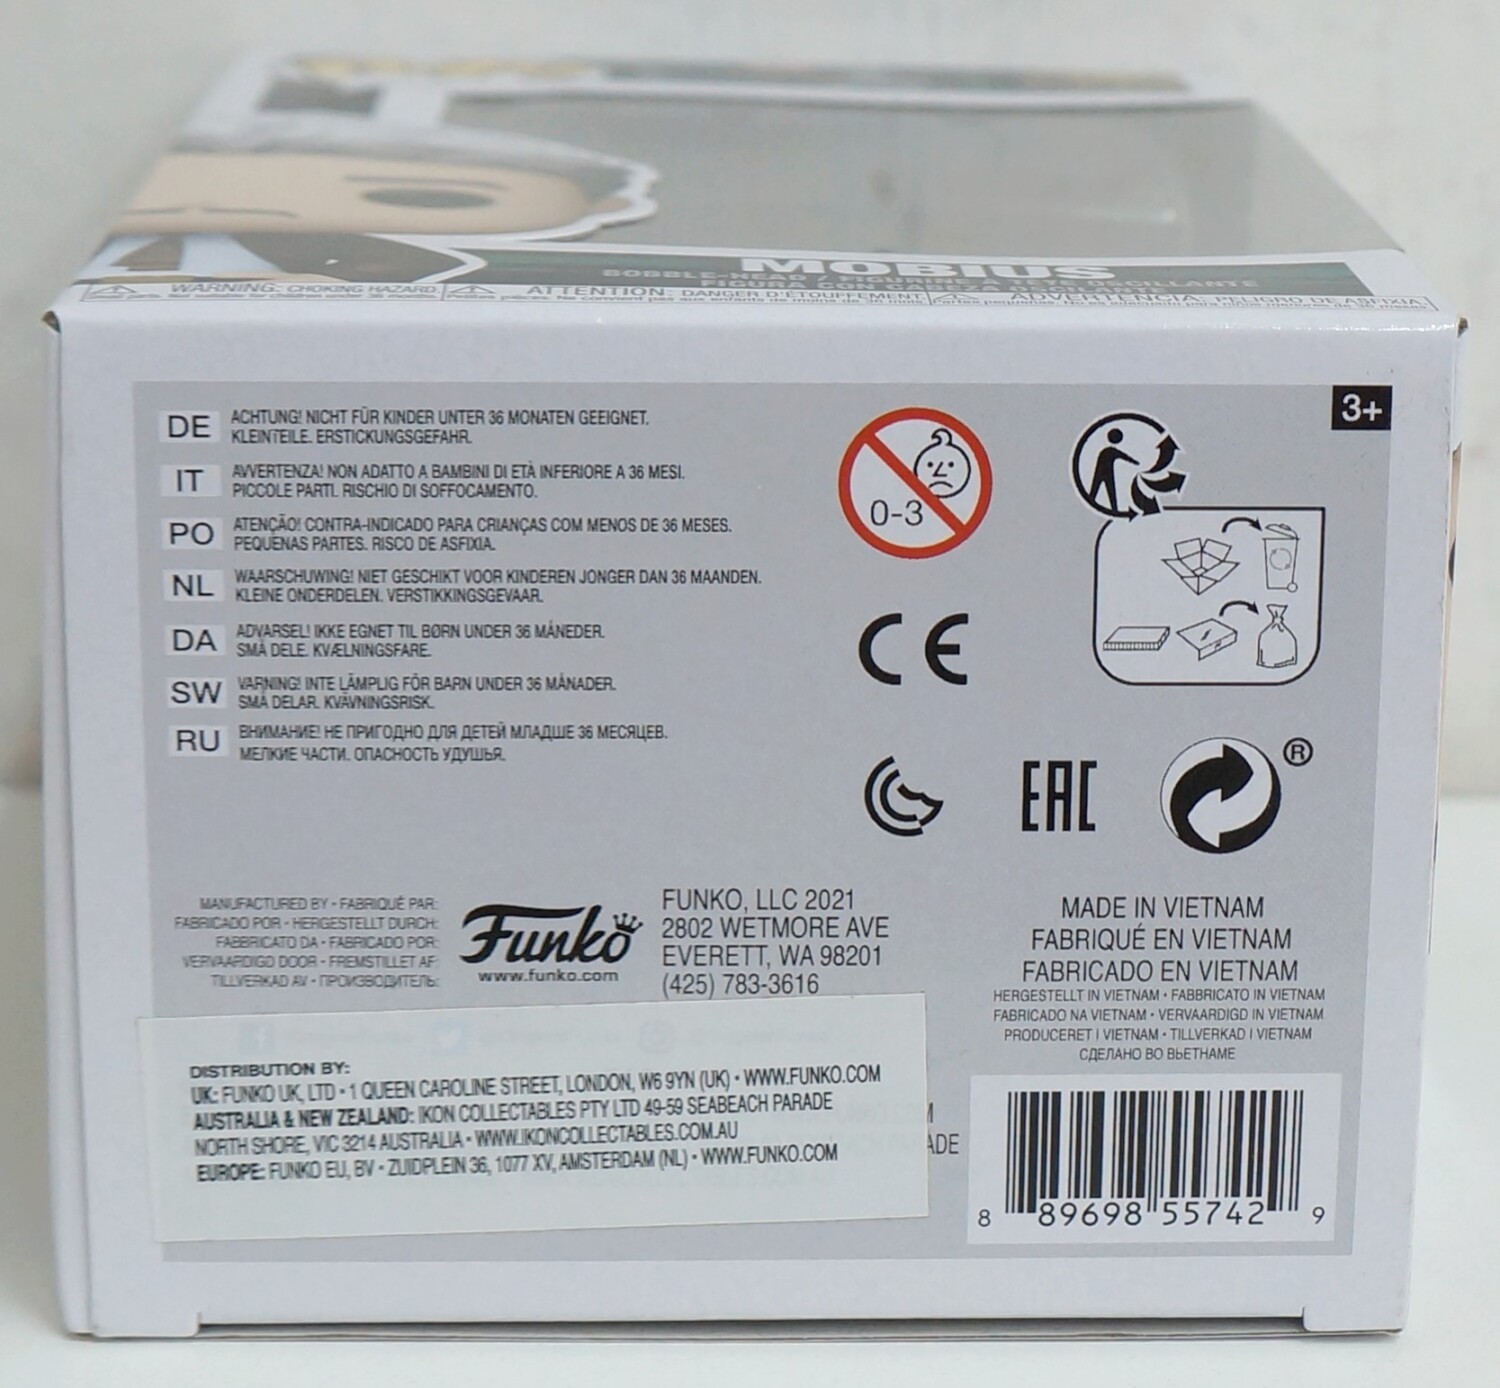 MOBIUS
WARNING: CHOKING HAZARD.
ATTENTION: DANGER D'ÉTOUFFEMENT.
ADVERTENCIA: PELIGRO DE ASFIXIA.
3+
DE ACHTUNG! NICHT FÜR KINDER UNTER 36 MONATEN GEEIGNET.
KLEINTEILE. ERSTICKUNGSGEFAHR.
IT AVVERTENZA! NON ADATTO A BAMBINI DI ETÀ INFERIORE A 36 MESI.
PICCOLE PARTI. RISCHIO DI SOFFOCAMENTO.
PO ATENÇÃO! CONTRA-INDICADO PARA CRIANÇAS COM MENOS DE 36 MESES.
PEQUENAS PARTES. RISCO DE ASFIXIA.
NL WAARSCHUWING! NIET GESCHIKT VOOR KINDEREN JONGER DAN 36 MAANDEN.
KLEINE ONDERDELEN. VERSTIKKINGSGEVAAR.
DA ADVARSEL! IKKE EGNET TIL BØRN UNDER 36 MÅNEDER.
SMÅ DELE. KVÆLNINGSFARE.
SW VARNING! INTE LÄMPLIG FÖR BARN UNDER 36 MÅNADER.
SMÅ DELAR. KVÄVNINGSRISK.
RU ВНИМАНИЕ! НЕ ПРИГОДНО ДЛЯ ДЕТЕЙ МЛАДШЕ 36 МЕСЯЦЕВ.
МЕЛКИЕ ЧАСТИ. ОПАСНОСТЬ УДУШЬЯ.
0-3
CE
EAC
®
MANUFACTURED BY • FABRIQUÉ PAR:
FABRICADO POR • HERGESTELLT DURCH:
FABBRICATO DA • FABRICADO POR:
VERVAARDIGD DOOR • FREMSTILLET AF:
TILLVERKAD AV • ПРОИЗВОДИТЕЛЬ:
Funko
www.funko.com
FUNKO, LLC 2021
2802 WETMORE AVE
EVERETT, WA 98201
(425) 783-3616
MADE IN VIETNAM
FABRIQUÉ EN VIETNAM
FABRICADO EN VIETNAM
HERGESTELLT IN VIETNAM • FABBRICATO IN VIETNAM
FABRICADO NA VIETNAM • VERVAARDIGD IN VIETNAM
PRODUCERET I VIETNAM • TILLVERKAD I VIETNAM
СДЕЛАНО ВО ВЬЕТНАМЕ
DISTRIBUTION BY:
UK: FUNKO UK, LTD • 1 QUEEN CAROLINE STREET, LONDON, W6 9YN (UK) • WWW.FUNKO.COM
AUSTRALIA & NEW ZEALAND: IKON COLLECTABLES PTY LTD 49-59 SEABEACH PARADE
NORTH SHORE, VIC 3214 AUSTRALIA • WWW.IKONCOLLECTABLES.COM.AU
EUROPE: FUNKO EU, BV • ZUIDPLEIN 36, 1077 XV, AMSTERDAM (NL) • WWW.FUNKO.COM
8 89698 55742 9